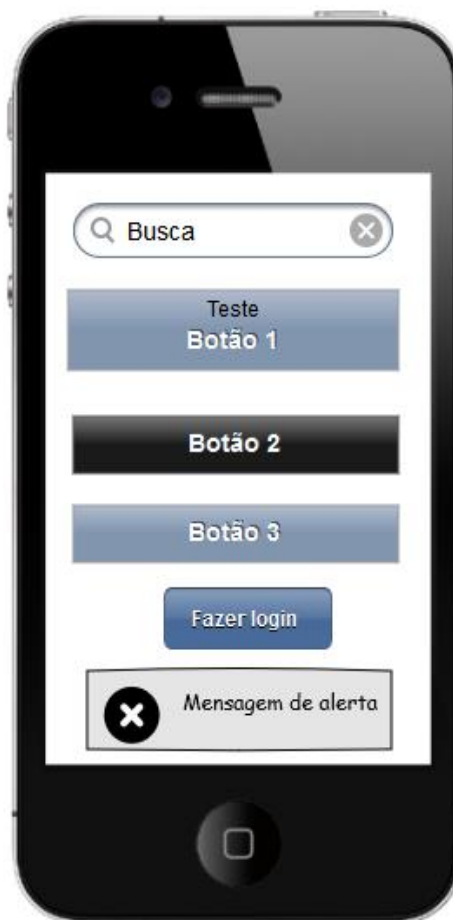 Busca
Teste
Botão 1
Botão 2
Botão 3
Fazer login
Mensagem de alerta